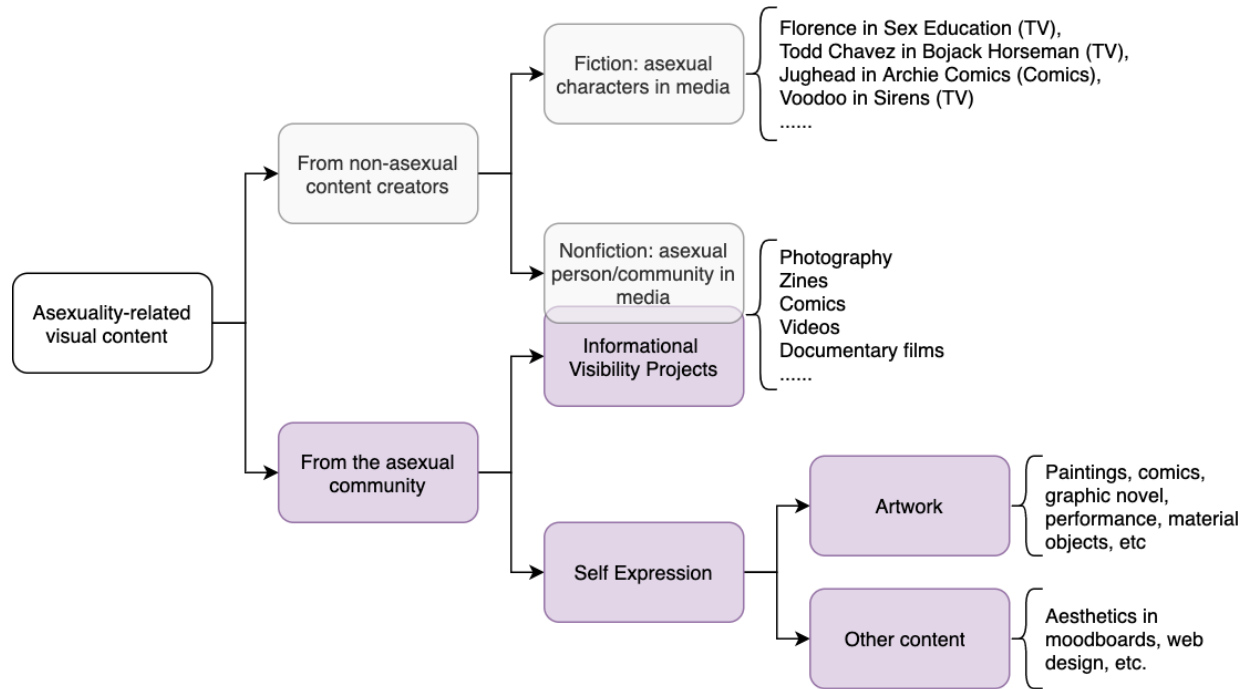 Florence in Sex Education (TV),
Todd Chavez in Bojack Horseman (TV),
Jughead in Archie Comics (Comics),
Voodoo in Sirens (TV)
......
Fiction: asexual
characters in media
From non-asexual
content creators
Nonfiction: asexual
person/community in
media
Photography
Zines
Comics
Videos
Documentary films
......
Asexuality-related
visual content
Informational
Visibility Projects
From the asexual
community
Artwork
Paintings, comics,
graphic novel,
performance, material
objects, etc
Self Expression
Other content
Aesthetics in
moodboards, web
design, etc.